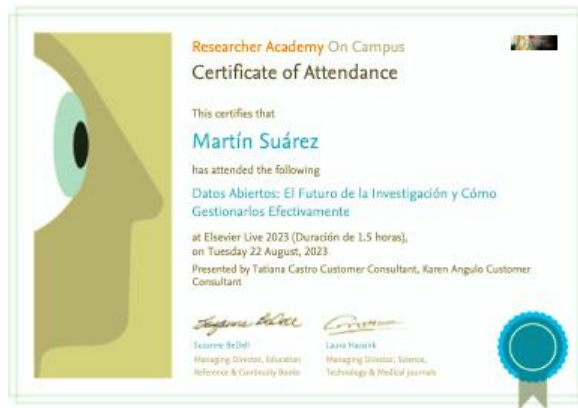 Researcher Academy On Campus
Certificate of Attendance
This certifies that
Martín Suárez
has attended the following
Datos Abiertos: El Futuro de la Investigación y Cómo
Gestionarlos Efectivamente
at Elsevier Live 2023 (Duración de 1.5 horas),
on Tuesday 22 August, 2023
Presented by Tatiana Castro Customer Consultant, Karen Angulo Customer
Consultant
Suzanne BeDell
Laura Hassink
Managing Director, Education
Reference & Continuity Books
Managing Director, Science,
Technology & Medical Journals